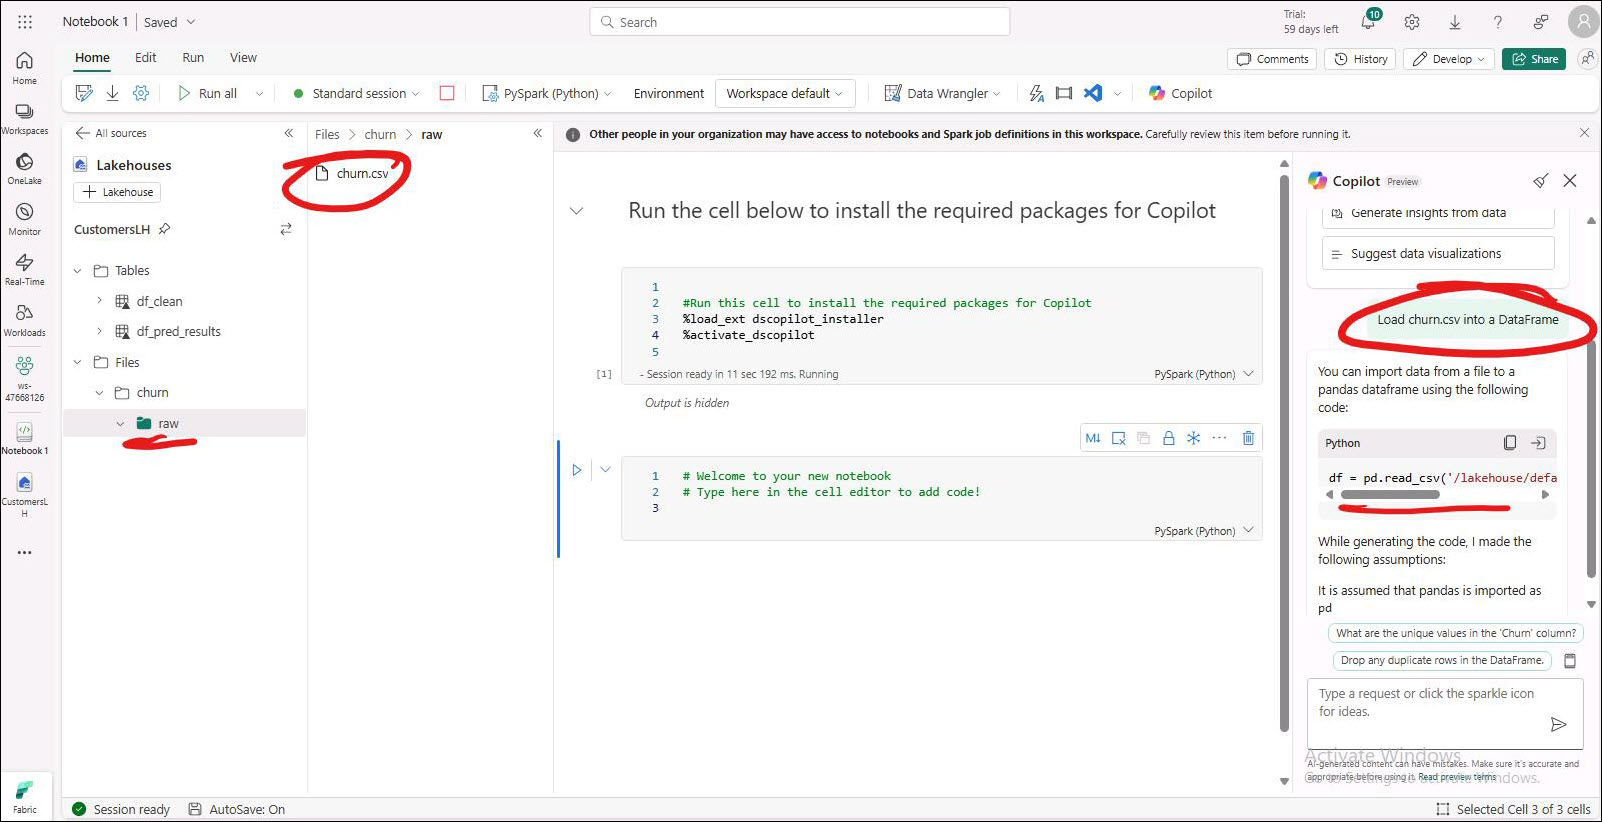 Notebook 1
Saved
Search
Trial:
59 days left
10
?
Home
Edit
Run
View
Comments
History
Develop
Share
Run all
Standard session
PySpark (Python)
Environment
Workspace default
Data Wrangler
Copilot
Home
Workspaces
OneLake
Monitor
Real-Time
Workloads
ws-
47668126
Notebook 1
CustomersL
H
Fabric
All sources
Lakehouses
Lakehouse
CustomersLH
Tables
df_clean
df_pred_results
Files
churn
raw
Files > churn > raw
churn.csv
Other people in your organization may have access to notebooks and Spark job definitions in this workspace. Carefully review this item before running it.
Run the cell below to install the required packages for Copilot
1
2 #Run this cell to install the required packages for Copilot
3 %load_ext dscopilot_installer
4 %activate_dscopilot
5
[1]
- Session ready in 11 sec 192 ms. Running
PySpark (Python)
Output is hidden
M↓
1 # Welcome to your new notebook
2 # Type here in the cell editor to add code!
3
PySpark (Python)
Copilot Preview
Generate insights from data
Suggest data visualizations
Load churn.csv into a DataFrame
You can import data from a file to a
pandas dataframe using the following
code:
Python
df = pd.read_csv('/lakehouse/defa
While generating the code, I made the
following assumptions:
It is assumed that pandas is imported as
pd
What are the unique values in the 'Churn' column?
Drop any duplicate rows in the DataFrame.
Type a request or click the sparkle icon
for ideas.
Activate Windows
AI-generated content can have mistakes. Make sure it's accurate and
appropriate before using it. Read preview terms
Go to Settings to activate Windows.
Session ready
AutoSave: On
Selected Cell 3 of 3 cells